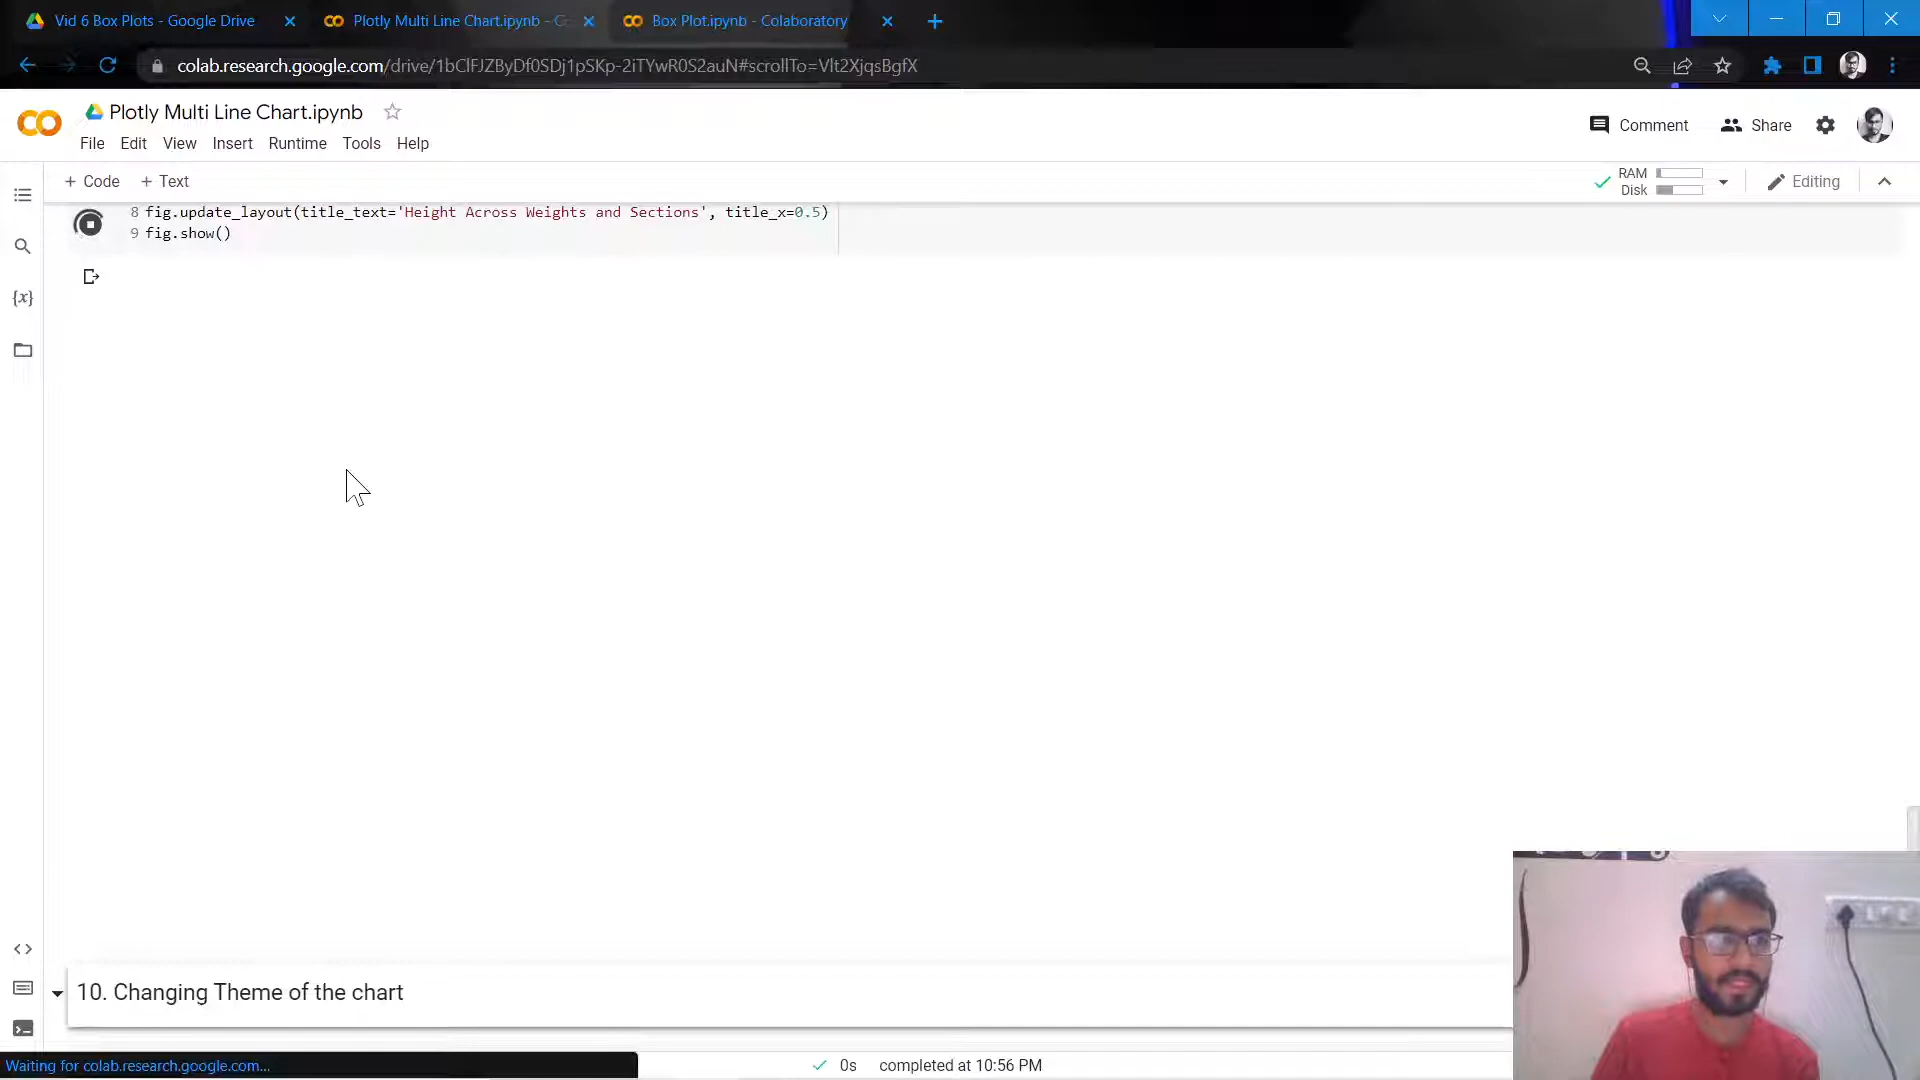 Vid 6 Box Plots - Google Drive
Plotly Multi Line Chart.ipynb - C
Box Plot.ipynb - Colaboratory
colab.research.google.com/drive/1bClFJZByDf0SDj1pSKp-2iTYwR0S2auN#scrollTo=Vlt2XjqsBgfX
Plotly Multi Line Chart.ipynb
Comment
Share
File Edit View Insert Runtime Tools Help
+ Code + Text
RAM
Disk
Editing
8 fig.update_layout(title_text='Height Across Weights and Sections', title_x=0.5)
9 fig.show()
{x}
10. Changing Theme of the chart
Waiting for colab.research.google.com...
0s completed at 10:56 PM